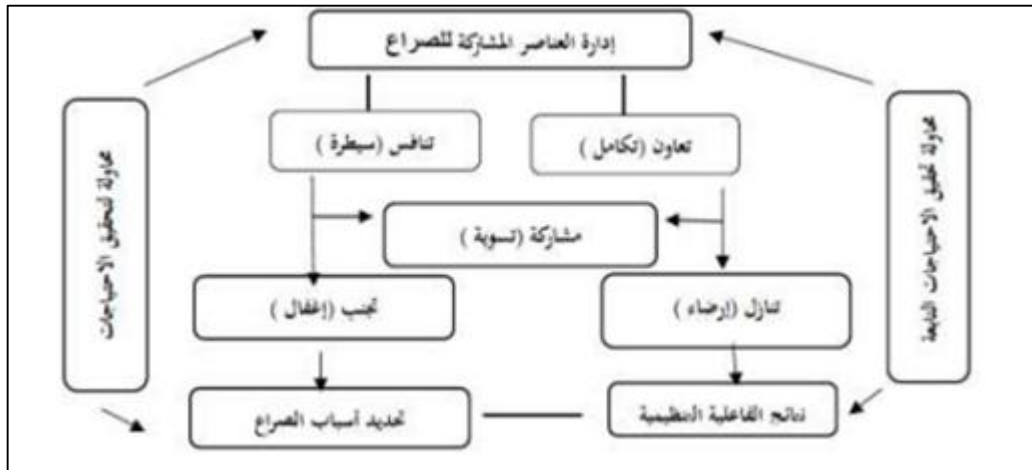 إدارة العناصر المشاركة للصراع
تعاون (تكامل )
تنافس (سيطرة )
مشاركة (تسوية )
تنازل (إرضاء )
تجنب (إغفال )
نتائج الفاعلية التنظيمية
تحديد أسباب الصراع
محاولة تحقيق الاحتياجات التابعة
محاولة لتحقيق الاحتياجات